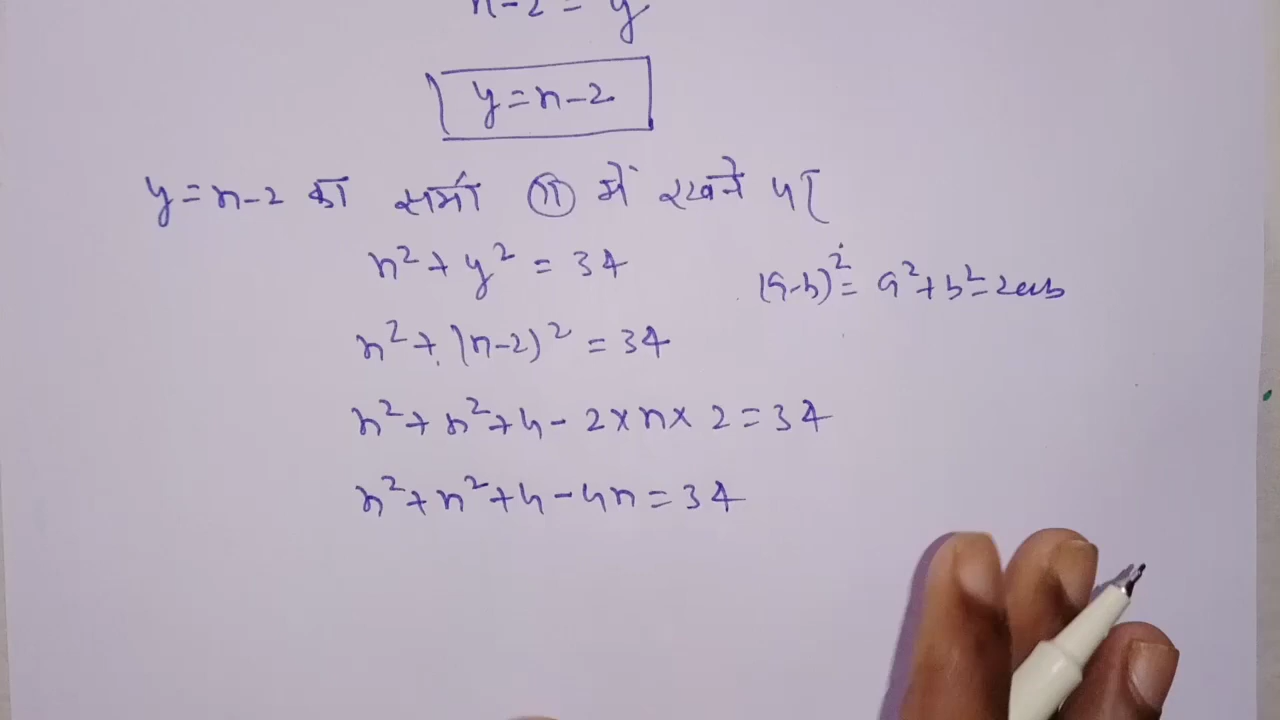 x-2=y
y=x-2
y=x-2 का समी (ii) में रखने पर
x²+y²=34
(a-b)²=a²+b²-2ab
x²+(x-2)²=34
x²+x²+4-2×x×2=34
x²+x²+4-4x=34